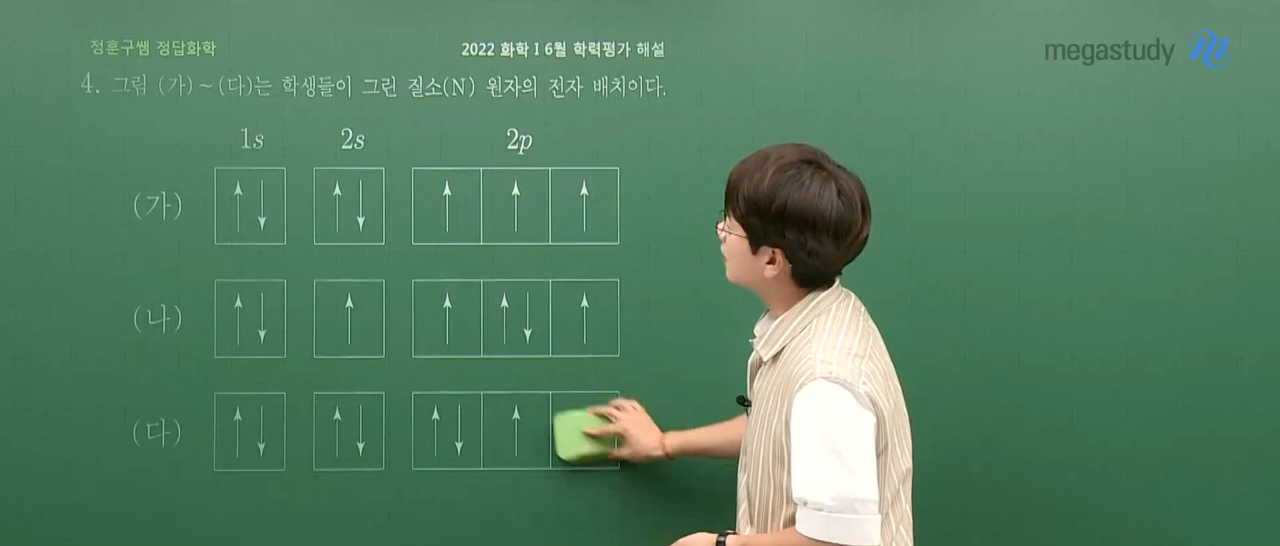 정훈구쌤 정답화학
2022 화학 I 6월 학력평가 해설
megastudy
4. 그림 (가)~(다)는 학생들이 그린 질소(N) 원자의 전자 배치이다.
1s 2s 2p
(가)
(나)
(다)